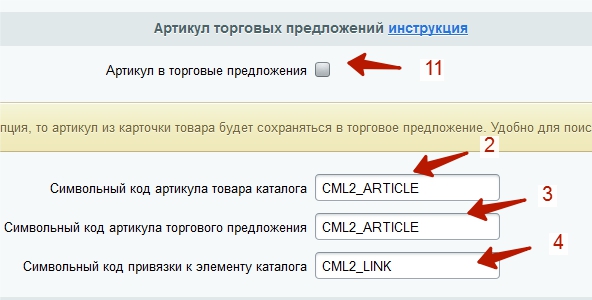 Артикул торговых предложений инструкция
Артикул в торговые предложения 11
пция, то артикул из карточки товара будет сохраняться в торговое предложение. Удобно для поис
2
Символьный код артикула товара каталога CML2_ARTICLE
3
Символьный код артикула торгового предложения CML2_ARTICLE
4
Символьный код привязки к элементу каталога CML2_LINK